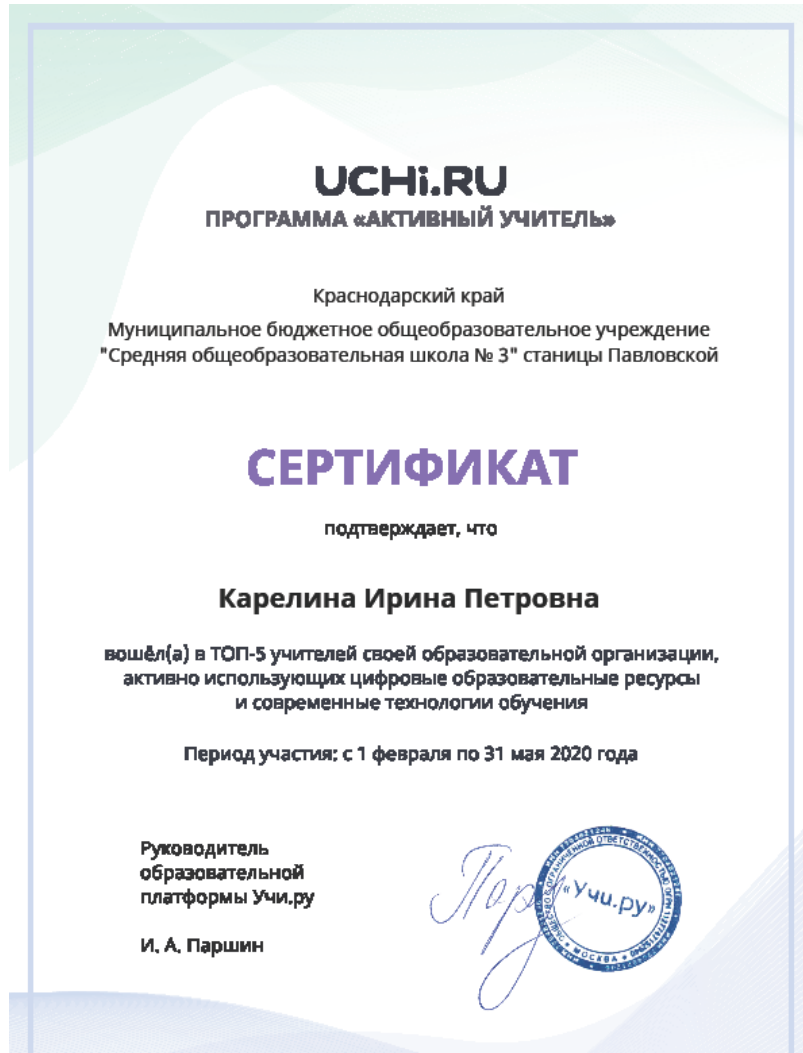 UCHi.RU
ПРОГРАММА «АКТИВНЫЙ УЧИТЕЛЬ»
Краснодарский край
Муниципальное бюджетное общеобразовательное учреждение
"Средняя общеобразовательная школа № 3" станицы Павловской
СЕРТИФИКАТ
подтверждает, что
Карелина Ирина Петровна
вошёл(а) в ТОП-5 учителей своей образовательной организации,
активно использующих цифровые образовательные ресурсы
и современные технологии обучения
Период участия: с 1 февраля по 31 мая 2020 года
Руководитель
образовательной
платформы Учи.ру
И. А. Паршин
«Учи.ру»
МОСКВА